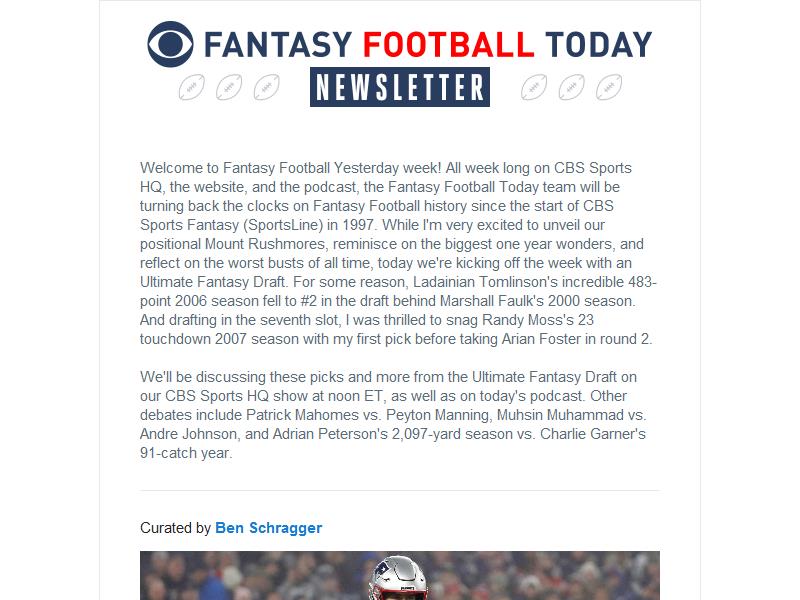 FANTASY FOOTBALL TODAY
NEWSLETTER
Welcome to Fantasy Football Yesterday week! All week long on CBS Sports
HQ, the website, and the podcast, the Fantasy Football Today team will be
turning back the clocks on Fantasy Football history since the start of CBS
Sports Fantasy (SportsLine) in 1997. While I'm very excited to unveil our
positional Mount Rushmores, reminisce on the biggest one year wonders, and
reflect on the worst busts of all time, today we're kicking off the week with an
Ultimate Fantasy Draft. For some reason, Ladainian Tomlinson's incredible 483-
point 2006 season fell to #2 in the draft behind Marshall Faulk's 2000 season.
And drafting in the seventh slot, I was thrilled to snag Randy Moss's 23
touchdown 2007 season with my first pick before taking Arian Foster in round 2.
We'll be discussing these picks and more from the Ultimate Fantasy Draft on
our CBS Sports HQ show at noon ET, as well as on today's podcast. Other
debates include Patrick Mahomes vs. Peyton Manning, Muhsin Muhammad vs.
Andre Johnson, and Adrian Peterson's 2,097-yard season vs. Charlie Garner's
91-catch year.
Curated by Ben Schragger